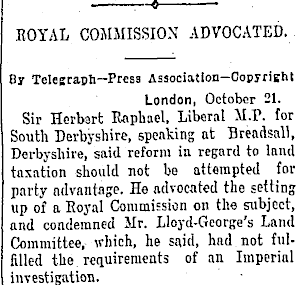 ROYAL COMMISSION ADVOCATED.
By Telegraph—Press Association—Copyright
London, October 21.
Sir Herbert Raphael, Liberal M.P. for
South Derbyshire, speaking at Breadsall,
Derbyshire, said reform in regard to land
taxation should not be attempted for
party advantage. He advocated the setting
up of a Royal Commission on the subject,
and condemned Mr. Lloyd-George's Land
Committee, which, he said, had not ful-
filled the requirements of an Imperial
investigation.